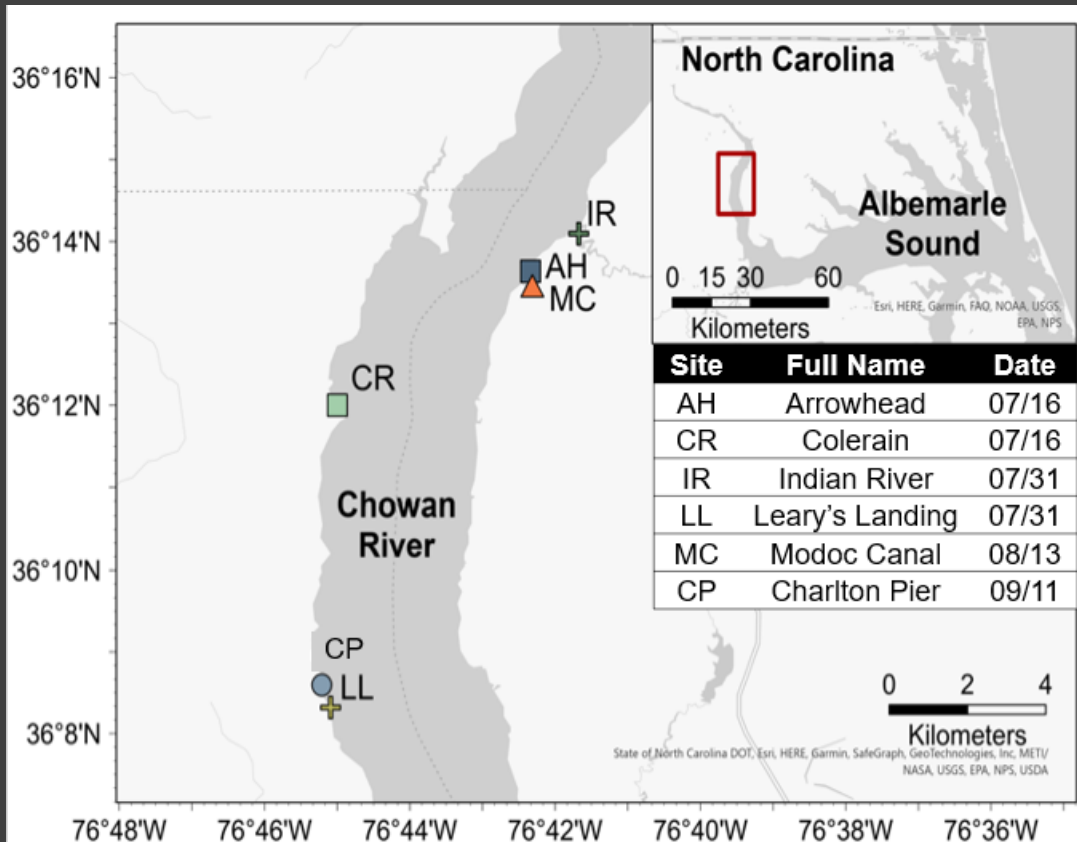 36°16'N
36°14'N
36°12'N
36°10'N
36°8'N
76°48'W 76°46'W 76°44'W 76°42'W 76°40'W 76°38'W 76°36'W
IR
AH
MC
CR
Chowan
River
CP
LL
North Carolina
Albemarle
Sound
0 15 30 60
Kilometers
Esri, HERE, Garmin, FAO, NOAA, USGS,
EPA, NPS
Site Full Name Date
AH Arrowhead 07/16
CR Colerain 07/16
IR Indian River 07/31
LL Leary's Landing 07/31
MC Modoc Canal 08/13
CP Charlton Pier 09/11
0 2 4
Kilometers
State of North Carolina DOT, Esri, HERE, Garmin, SafeGraph, GeoTechnologies, Inc, METI/
NASA, USGS, EPA, NPS, USDA